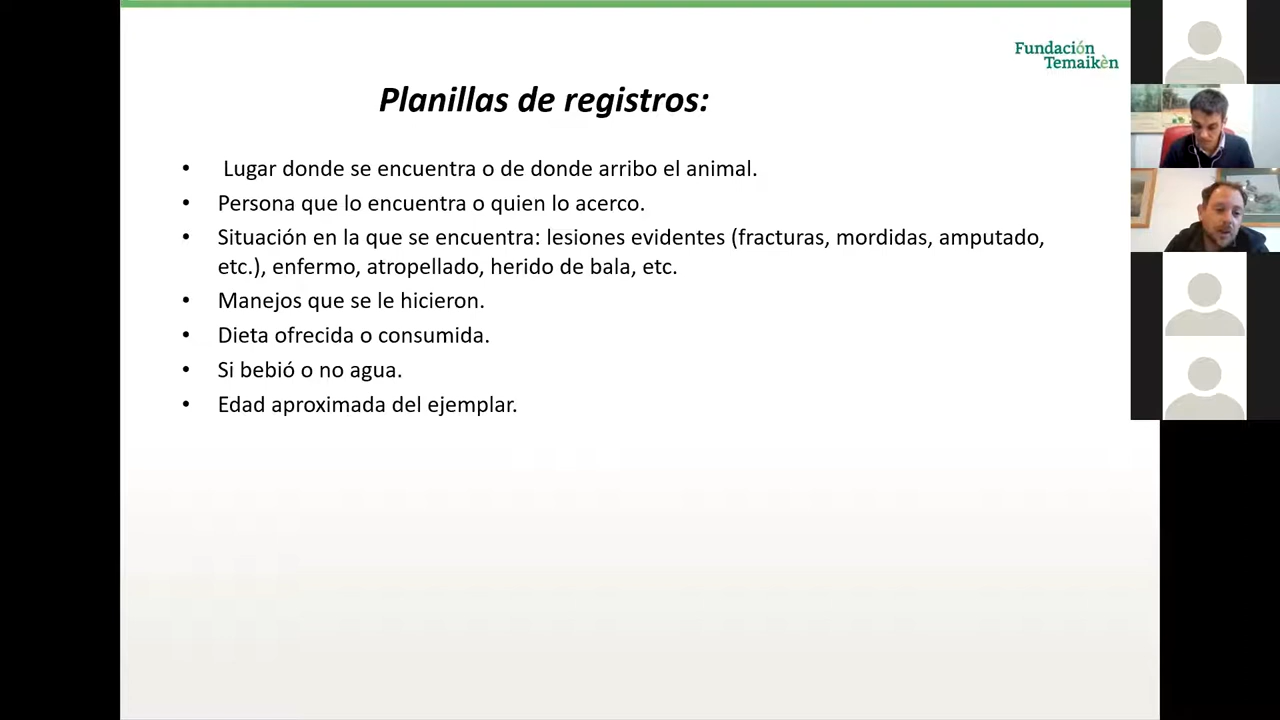 Fundación
Temaikèn
Planillas de registros:
• Lugar donde se encuentra o de donde arribo el animal.
• Persona que lo encuentra o quien lo acerco.
• Situación en la que se encuentra: lesiones evidentes (fracturas, mordidas, amputado,
etc.), enfermo, atropellado, herido de bala, etc.
• Manejos que se le hicieron.
• Dieta ofrecida o consumida.
• Si bebió o no agua.
• Edad aproximada del ejemplar.